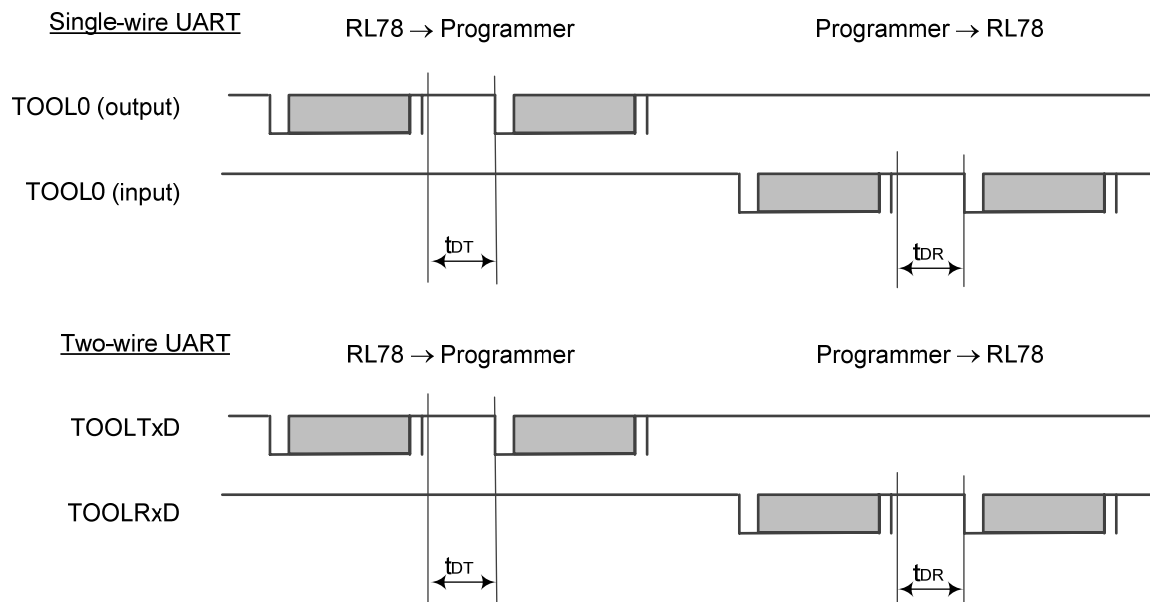 Single-wire UART
RL78 → Programmer
Programmer → RL78
TOOL0 (output)
TOOL0 (input)
tDT
tDR
Two-wire UART
RL78 → Programmer
Programmer → RL78
TOOLTxD
TOOLRxD
tDT
tDR